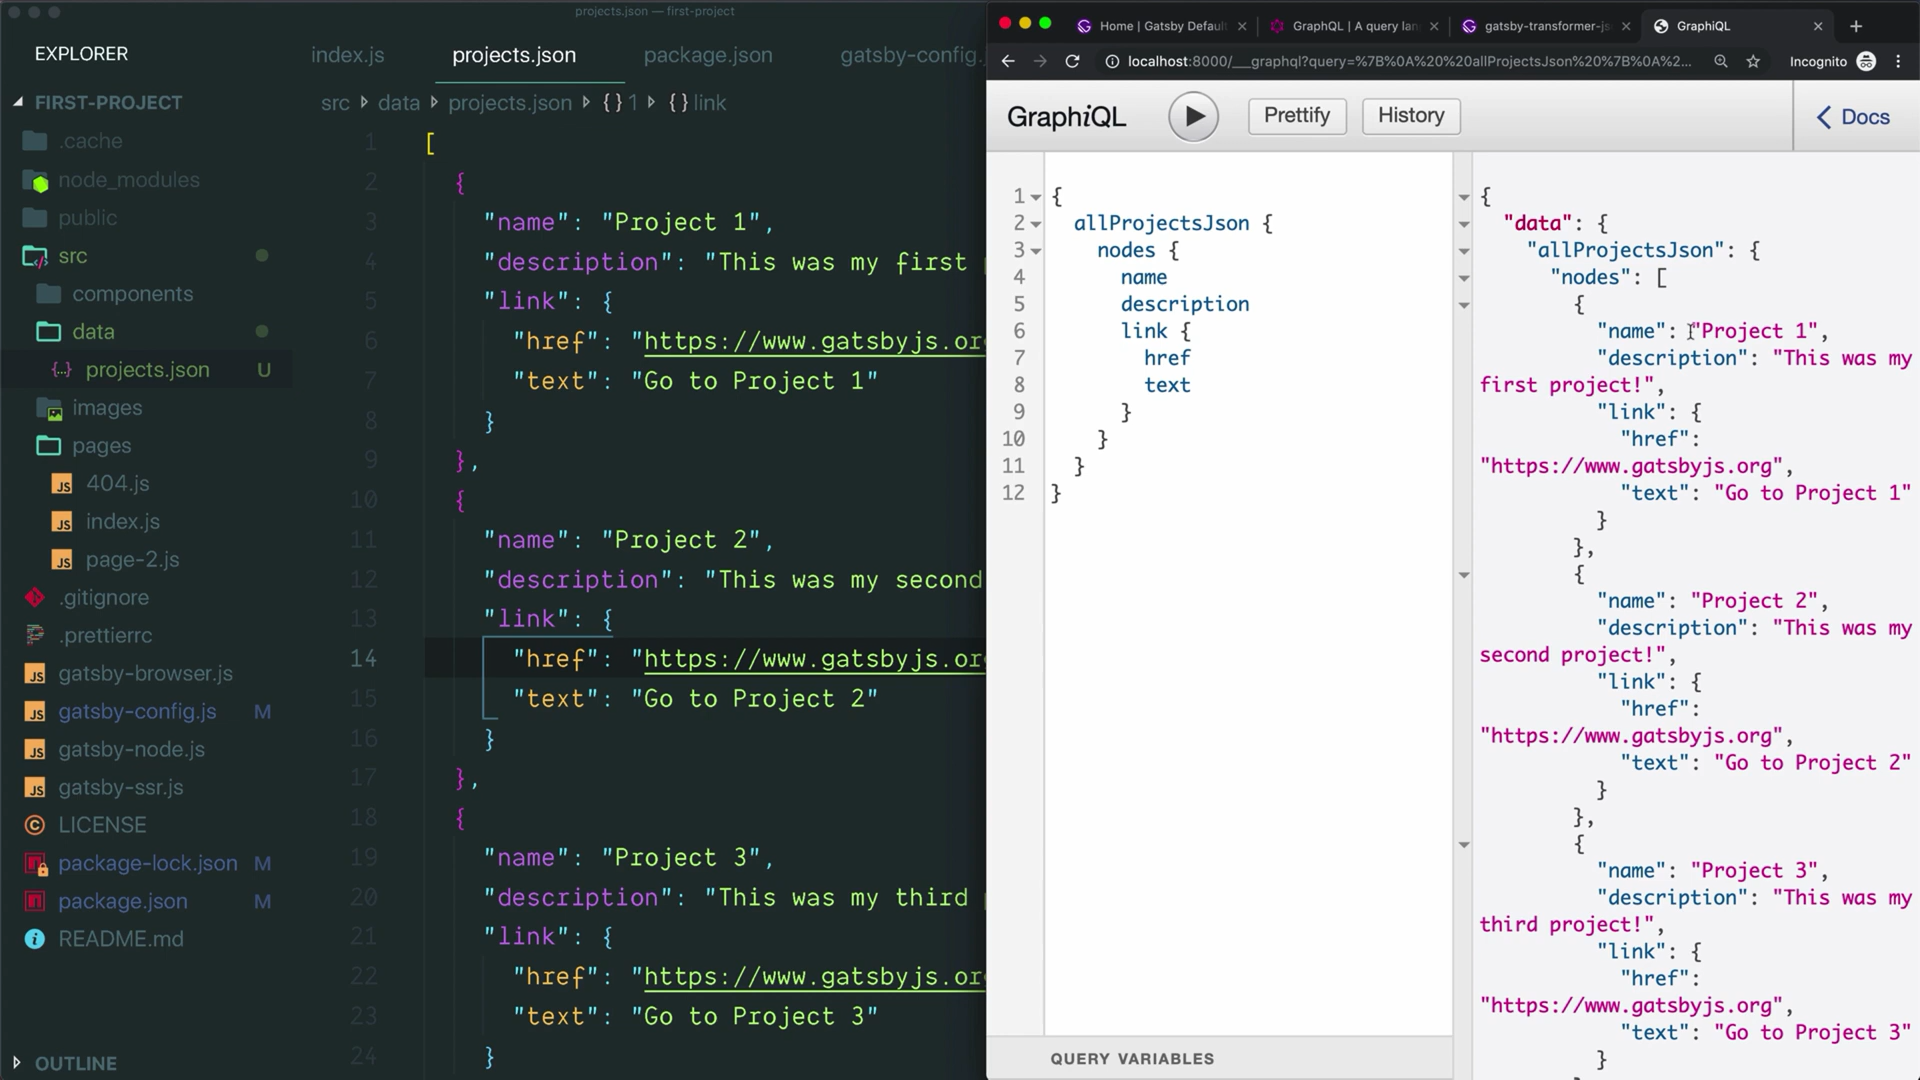 projects.json — first-project
EXPLORER
FIRST-PROJECT
.cache
node_modules
public
src
components
data
projects.json U
images
pages
404.js
index.js
page-2.js
.gitignore
.prettierrc
gatsby-browser.js
gatsby-config.js M
gatsby-node.js
gatsby-ssr.js
LICENSE
package-lock.json M
package.json M
README.md
OUTLINE
index.js projects.json package.json gatsby-config.
src data projects.json {} 1 {} link
1 [
2 {
3 "name": "Project 1",
4 "description": "This was my first
5 "link": {
6 "href": "https://www.gatsbyjs.or
7 "text": "Go to Project 1"
8 }
9 },
10 {
11 "name": "Project 2",
12 "description": "This was my second
13 "link": {
14 "href": "https://www.gatsbyjs.or
15 "text": "Go to Project 2"
16 }
17 },
18 {
19 "name": "Project 3",
20 "description": "This was my third
21 "link": {
22 "href": "https://www.gatsbyjs.or
23 "text": "Go to Project 3"
24 }
Home | Gatsby Default GraphQL | A query lan gatsby-transformer-js GraphiQL
localhost:8000/___graphql?query=%7B%0A%20%20allProjectsJson%20%7B%0A%2... Incognito
GraphiQL Prettify History Docs
1 {
2 allProjectsJson {
3 nodes {
4 name
5 description
6 link {
7 href
8 text
9 }
10 }
11 }
12 }
QUERY VARIABLES
{
"data": {
"allProjectsJson": {
"nodes": [
{
"name": "Project 1",
"description": "This was my
first project!",
"link": {
"href":
"https://www.gatsbyjs.org",
"text": "Go to Project 1"
}
},
{
"name": "Project 2",
"description": "This was my
second project!",
"link": {
"href":
"https://www.gatsbyjs.org",
"text": "Go to Project 2"
}
},
{
"name": "Project 3",
"description": "This was my
third project!",
"link": {
"href":
"https://www.gatsbyjs.org",
"text": "Go to Project 3"
}